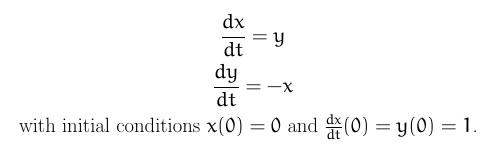 dx/dt = y
dy/dt = −x
with initial conditions x(0) = 0 and dx/dt(0) = y(0) = 1.